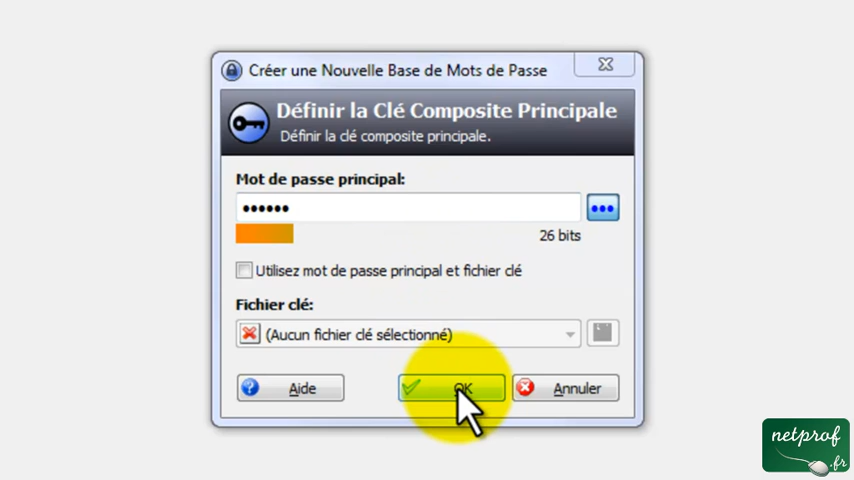 Créer une Nouvelle Base de Mots de Passe
Définir la Clé Composite Principale
Définir la clé composite principale.
Mot de passe principal:
••••••
26 bits
Utilisez mot de passe principal et fichier clé
Fichier clé:
(Aucun fichier clé sélectionné)
Aide
OK
Annuler
netprof
.fr